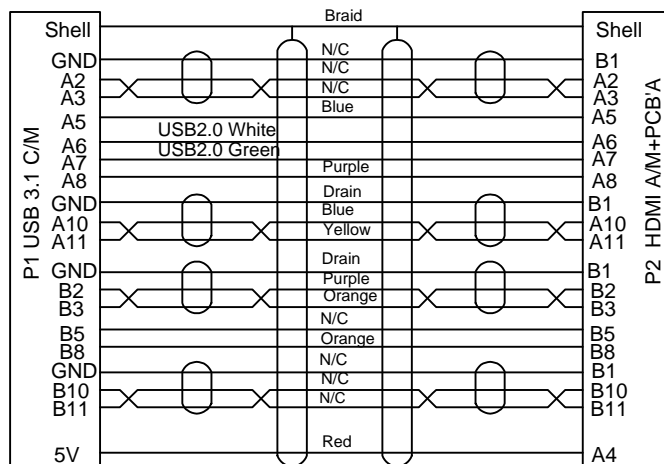 Shell Braid Shell
GND N/C B1
N/C
A2 A2
A3 N/C A3
A5 Blue A5
USB2.0 White
A6 A6
A7 USB2.0 Green A7
A8 Purple A8
GND Drain B1
A10 Blue A10
A11 Yellow A11
GND Drain B1
B2 Purple B2
B3 Orange B3
B5 N/C B5
B8 Orange B8
GND N/C B1
B10 N/C B10
B11 N/C B11
5V Red A4
P1 USB 3.1 C/M
P2 HDMI A/M+PCB'A